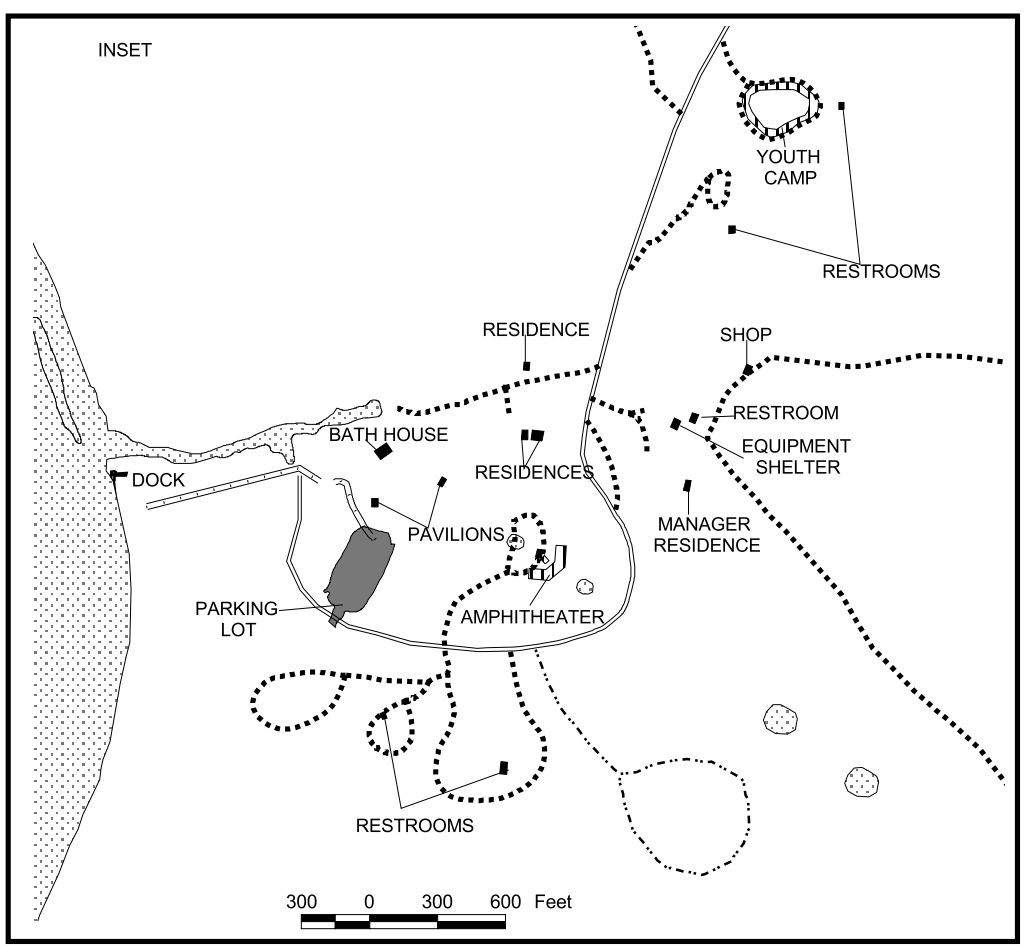 INSET
YOUTH
CAMP
RESTROOMS
RESIDENCE
SHOP
RESTROOM
BATH HOUSE
EQUIPMENT
SHELTER
RESIDENCES
DOCK
PAVILIONS
MANAGER
RESIDENCE
PARKING
LOT
AMPHITHEATER
RESTROOMS
300 0 300 600 Feet